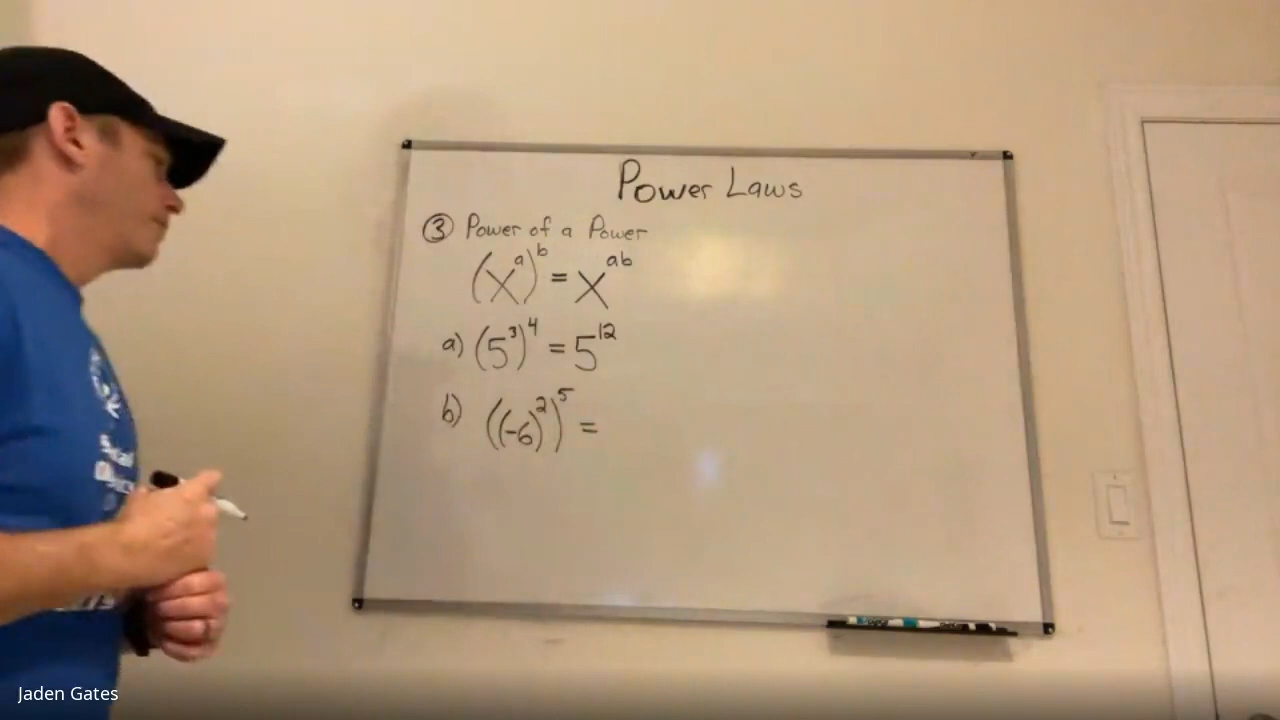 Power Laws
③ Power of a Power
(x^a)^b = x^ab
a) (5^3)^4 = 5^12
b) ((-6)^2)^5 =
Jaden Gates